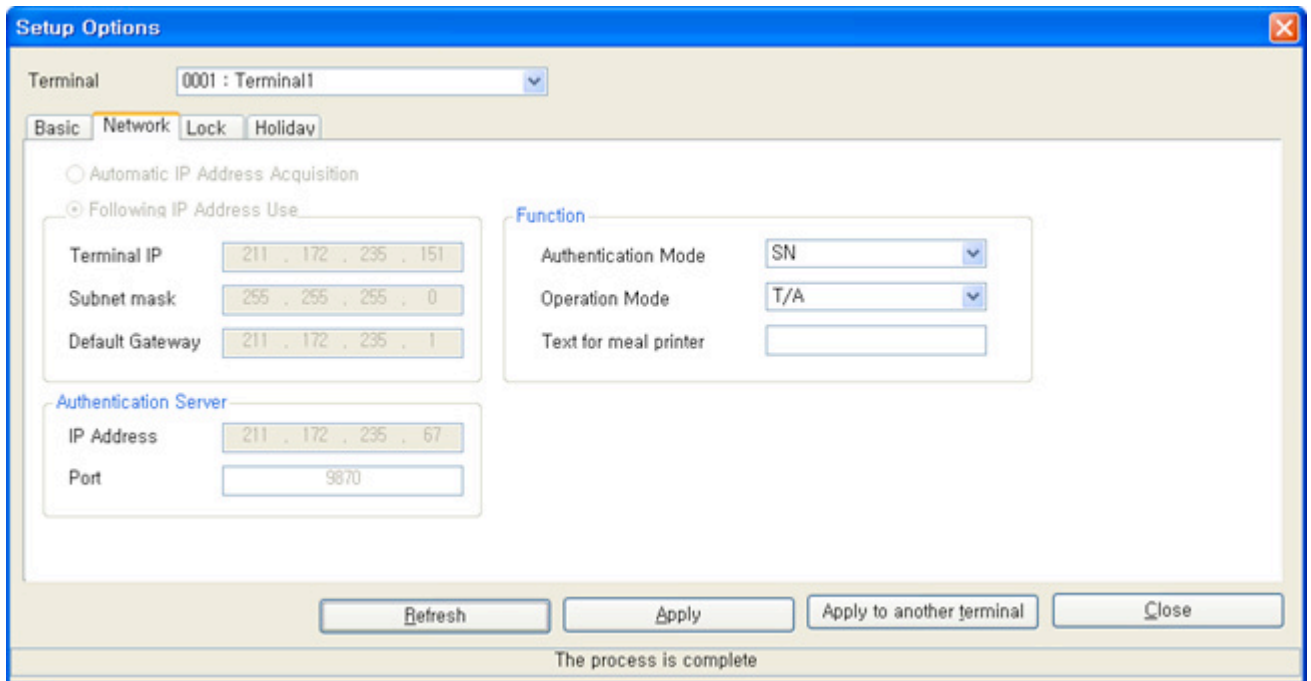 Setup Options
Terminal 0001 : Terminal1
Basic Network Lock Holiday
Automatic IP Address Acquisition
Following IP Address Use
Terminal IP 211 . 172 . 235 . 151
Subnet mask 255 . 255 . 255 . 0
Default Gateway 211 . 172 . 235 . 1
Function
Authentication Mode SN
Operation Mode T/A
Text for meal printer
Authentication Server
IP Address 211 . 172 . 235 . 67
Port 9870
Refresh Apply Apply to another terminal Close
The process is complete